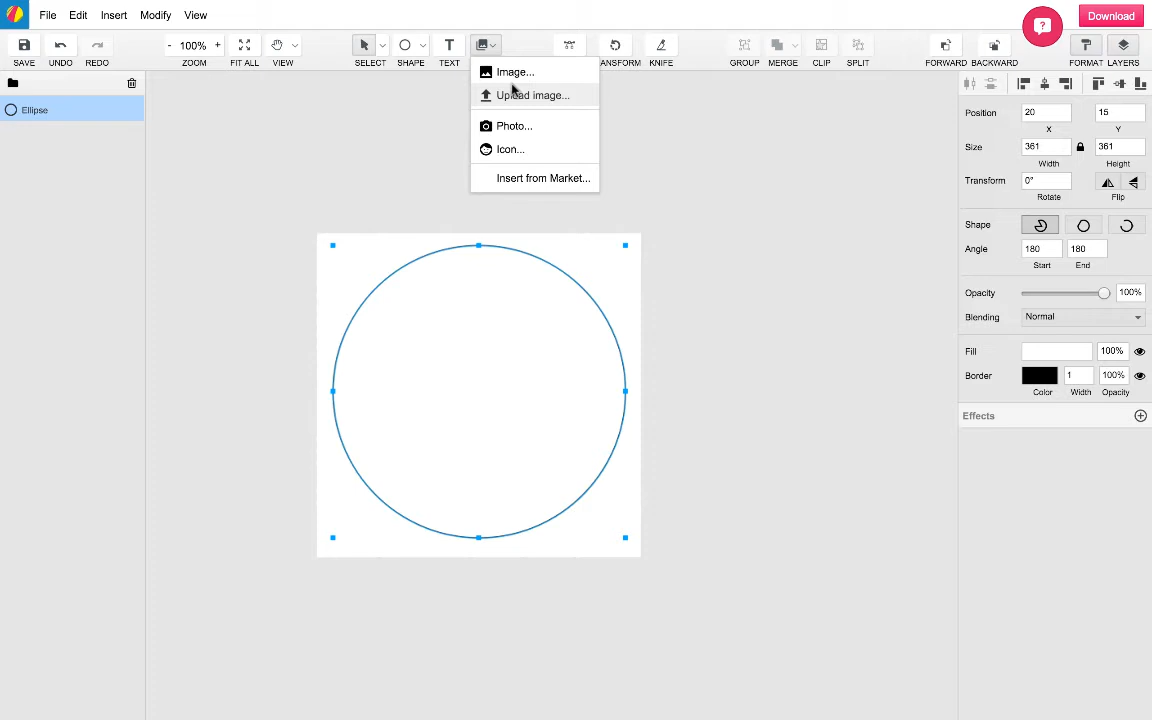 File Edit Insert Modify View
Download
- 100% +
SAVE UNDO REDO ZOOM FIT ALL VIEW SELECT SHAPE TEXT ANSFORM KNIFE GROUP MERGE CLIP SPLIT FORWARD BACKWARD FORMAT LAYERS
Image...
Upload image...
Photo...
Icon...
Insert from Market...
Ellipse
Position 20 15
X Y
Size 361 361
Width Height
Transform 0°
Rotate Flip
Shape
Angle 180 180
Start End
Opacity 100%
Blending Normal
Fill 100%
Border 1 100%
Color Width Opacity
Effects